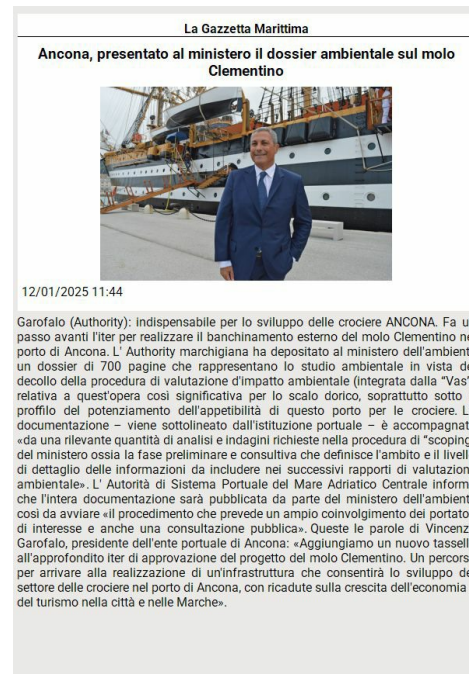 La Gazzetta Marittima
Ancona, presentato al ministero il dossier ambientale sul molo
Clementino
12/01/2025 11:44
Garofalo (Authority): indispensabile per lo sviluppo delle crociere ANCONA. Fa u
passo avanti l'iter per realizzare il banchinamento esterno del molo Clementino ne
porto di Ancona. L' Authority marchigiana ha depositato al ministero dell'ambient
un dossier di 700 pagine che rappresentano lo studio ambientale in vista de
decollo della procedura di valutazione d'impatto ambientale (integrata dalla “Vas”
relativa a quest'opera così significativa per lo scalo dorico, soprattutto sotto
proffilo del potenziamento dell'appetibilità di questo porto per le crociere. L
documentazione – viene sottolineato dall'istituzione portuale – è accompagnat
«da una rilevante quantità di analisi e indagini richieste nella procedura di “scoping
del ministero ossia la fase preliminare e consultiva che definisce l'ambito e il livell
di dettaglio delle informazioni da includere nei successivi rapporti di valutazion
ambientale». L' Autorità di Sistema Portuale del Mare Adriatico Centrale inform
che l'intera documentazione sarà pubblicata da parte del ministero dell'ambient
così da avviare «il procedimento che prevede un ampio coinvolgimento dei portato
di interesse e anche una consultazione pubblica». Queste le parole di Vincenz
Garofalo, presidente dell'ente portuale di Ancona: «Aggiungiamo un nuovo tassell
all'approfondito iter di approvazione del progetto del molo Clementino. Un percors
per arrivare alla realizzazione di un'infrastruttura che consentirà lo sviluppo de
settore delle crociere nel porto di Ancona, con ricadute sulla crescita dell'economia
del turismo nella città e nelle Marche».